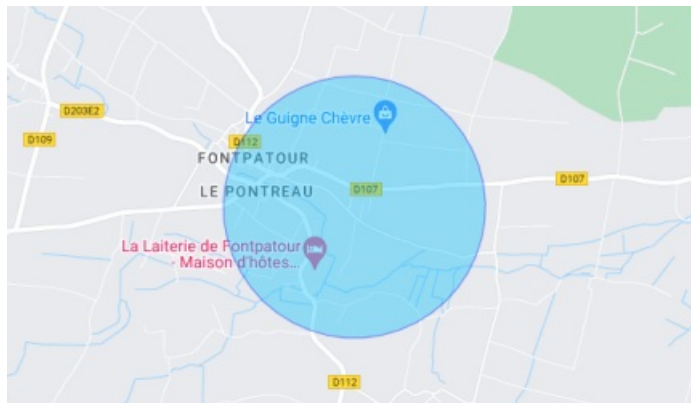 D203E2
Le Guigne Chèvre
D109
D112
FONTPATOUR
D107
LE PONTREAU
D107
La Laiterie de Fontpatour
- Maison d'hôtes...
D112